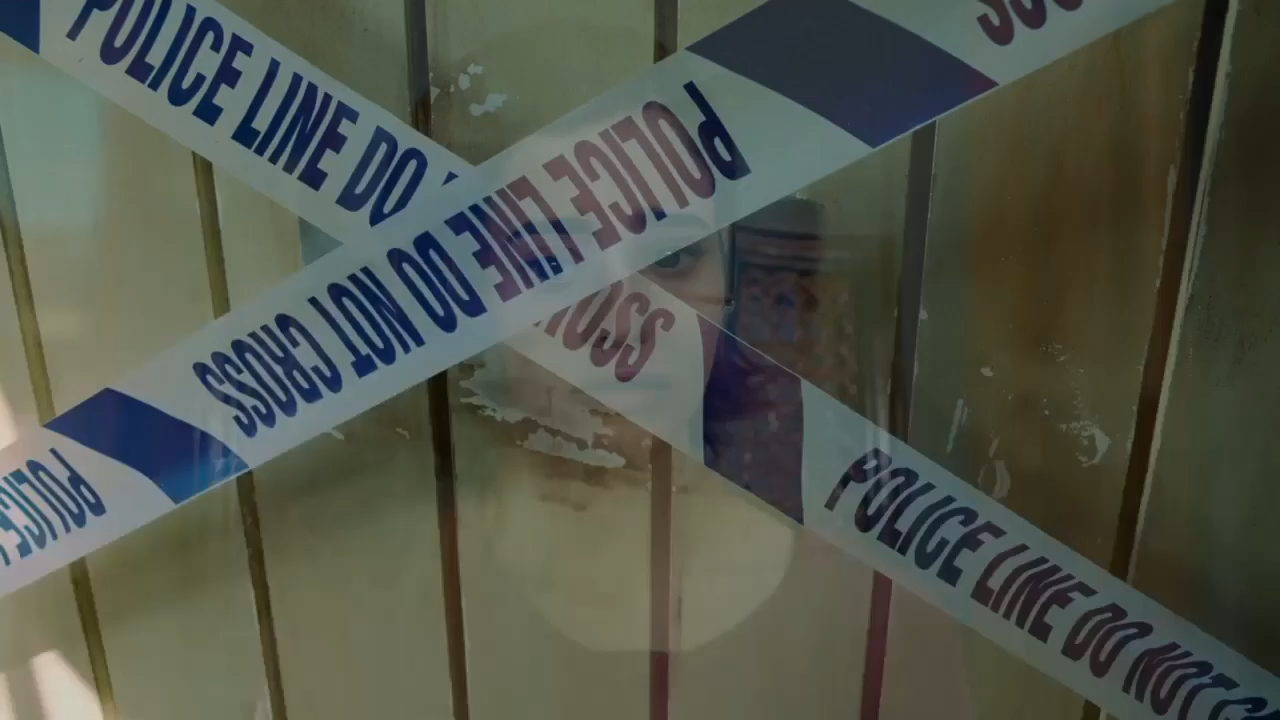 POLICE LINE DO
POLICE LINE DO NOT CROSS
CROSS
POLICE
POLICE LINE DO NOT